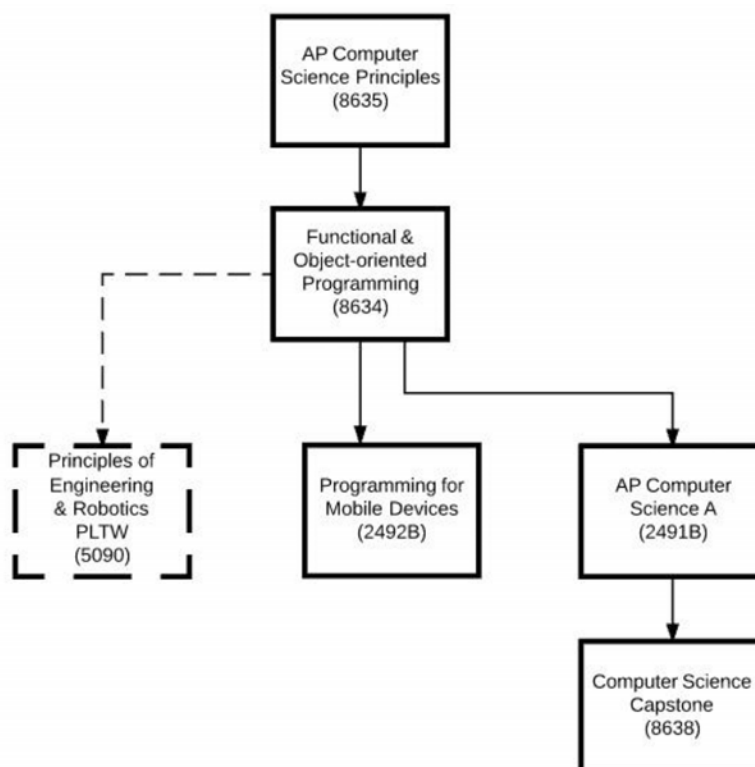 AP Computer
Science Principles
(8635)
Functional &
Object-oriented
Programming
(8634)
Principles of
Engineering
& Robotics
PLTW
(5090)
Programming for
Mobile Devices
(2492B)
AP Computer
Science A
(2491B)
Computer Science
Capstone
(8638)